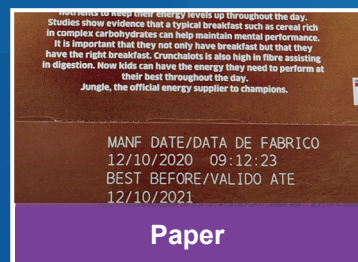 nutrients to keep their energy levels up throughout the day.
Studies show evidence that a typical breakfast such as cereal rich
in complex carbohydrates can help maintain mental performance.
It is important that they not only have breakfast but that they
have the right breakfast. Crunchalots is also high in fibre assisting
in digestion. Now kids can have the energy they need to perform at
their best throughout the day.
Jungle, the official energy supplier to champions.
MANF DATE/DATA DE FABRICO
12/10/2020 09:12:23
BEST BEFORE/VALIDO ATE
12/10/2021
Paper